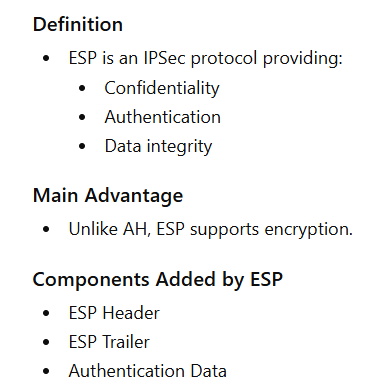 Definition
• ESP is an IPSec protocol providing:
• Confidentiality
• Authentication
• Data integrity
Main Advantage
• Unlike AH, ESP supports encryption.
Components Added by ESP
• ESP Header
• ESP Trailer
• Authentication Data